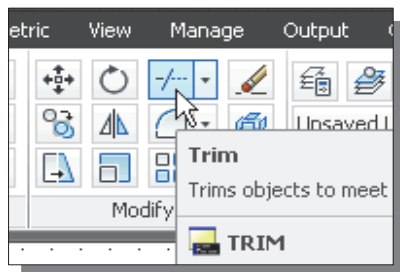 etric View Manage Output
Unsaved L
Trim
Trims objects to meet
Modify
TRIM